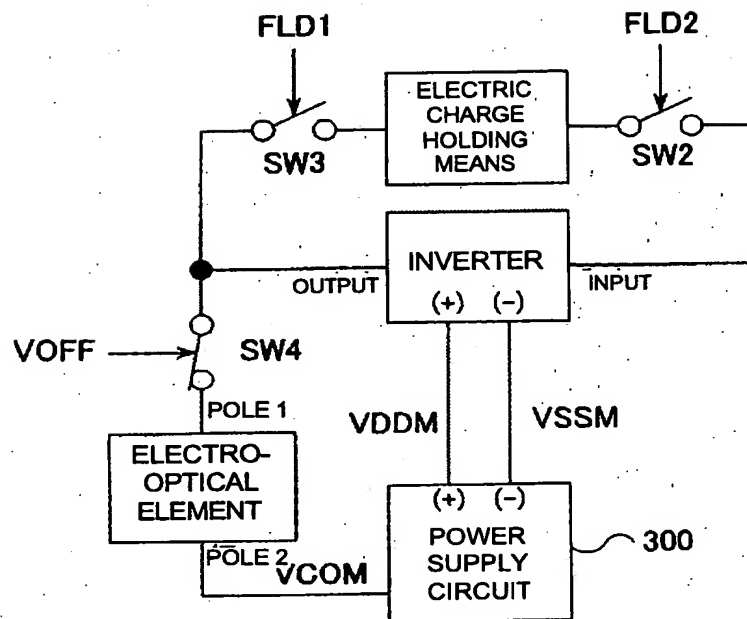 FLD1
FLD2
ELECTRIC
CHARGE
HOLDING
MEANS
SW3
SW2
INVERTER
OUTPUT
INPUT
(+) (-)
VOFF
SW4
POLE 1
VDDM
VSSM
ELECTRO-
OPTICAL
ELEMENT
(+) (-)
POWER
SUPPLY
CIRCUIT
300
POLE 2
VCOM